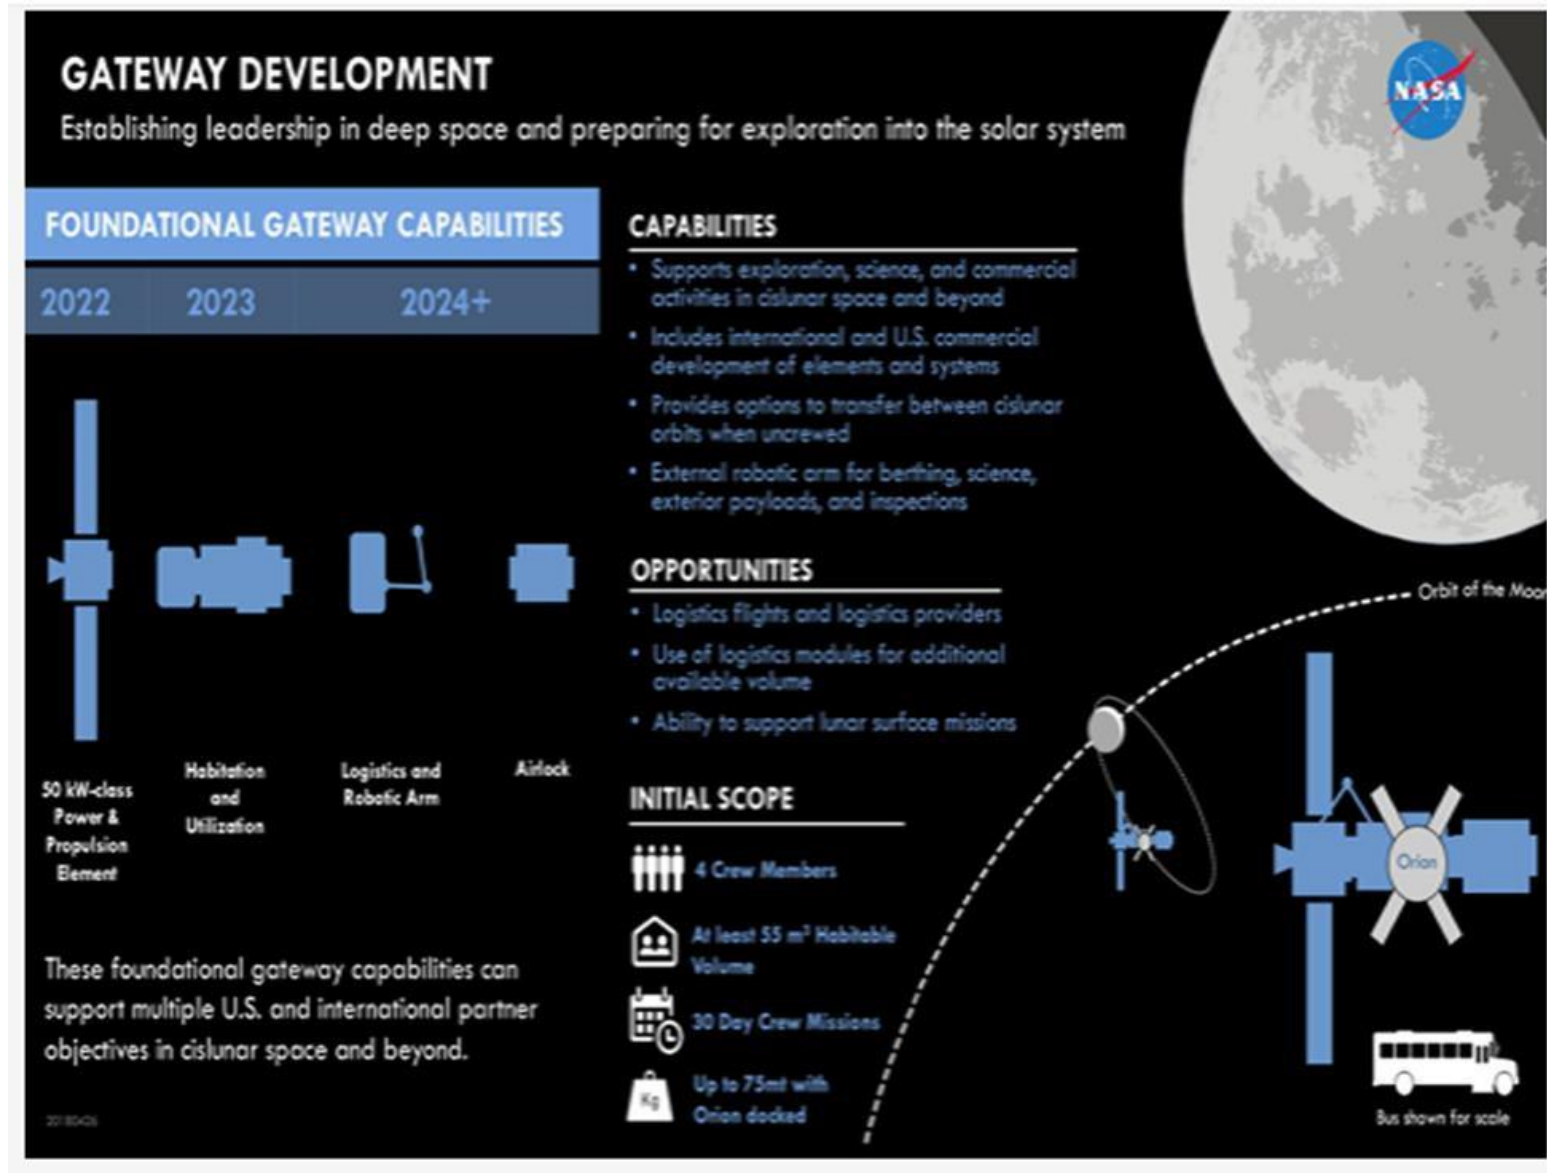 GATEWAY DEVELOPMENT
Establishing leadership in deep space and preparing for exploration into the solar system
NASA
FOUNDATIONAL GATEWAY CAPABILITIES
2022 2023 2024+
50 kW-class
Power &
Propulsion
Element
Habitation
and
Utilization
Logistics and
Robotic Arm
Airlock
These foundational gateway capabilities can
support multiple U.S. and international partner
objectives in cislunar space and beyond.
20180426
CAPABILITIES
• Supports exploration, science, and commercial
activities in cislunar space and beyond
• Includes international and U.S. commercial
development of elements and systems
• Provides options to transfer between cislunar
orbits when uncrewed
• External robotic arm for berthing, science,
exterior payloads, and inspections
OPPORTUNITIES
• Logistics flights and logistics providers
• Use of logistics modules for additional
available volume
• Ability to support lunar surface missions
INITIAL SCOPE
4 Crew Members
At least 55 m³ Habitable
Volume
30 Day Crew Missions
Kg
Up to 75mt with
Orion docked
Orbit of the Moon
Orion
Bus shown for scale